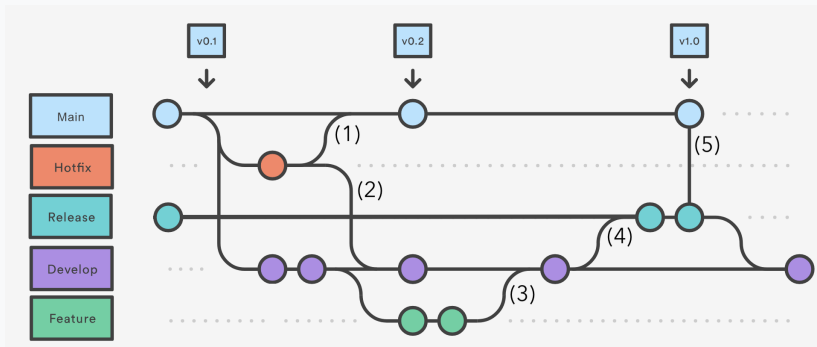 v0.1
v0.2
v1.0
Main
(1)
(5)
Hotfix
(2)
Release
(4)
Develop
(3)
Feature